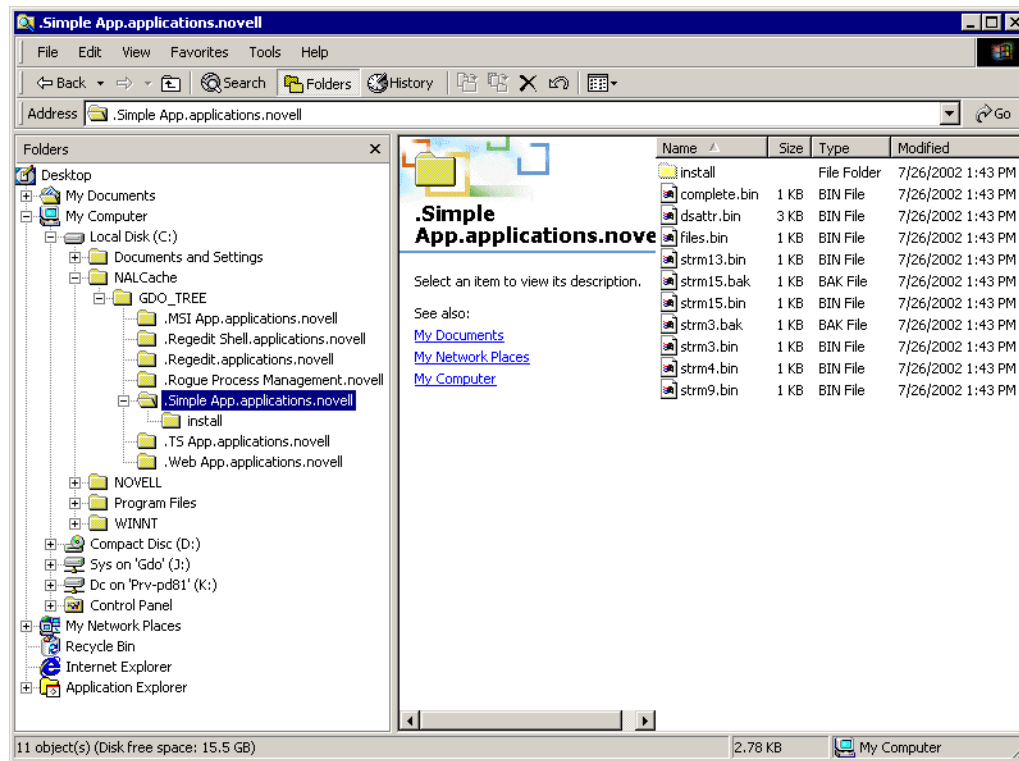 .Simple App.applications.novell
File Edit View Favorites Tools Help
Back Search Folders History
Address .Simple App.applications.novell Go
Folders
Desktop
My Documents
My Computer
Local Disk (C:)
Documents and Settings
NALCache
GDO_TREE
.MSI App.applications.novell
.Regedit Shell.applications.novell
.Regedit.applications.novell
.Rogue Process Management.novell
.Simple App.applications.novell
install
.TS App.applications.novell
.Web App.applications.novell
NOVELL
Program Files
WINNT
Compact Disc (D:)
Sys on 'Gdo' (J:)
Dc on 'Prv-pd81' (K:)
Control Panel
My Network Places
Recycle Bin
Internet Explorer
Application Explorer
.Simple
App.applications.nove
Select an item to view its description.
See also:
My Documents
My Network Places
My Computer
Name Size Type Modified
install File Folder 7/26/2002 1:43 PM
complete.bin 1 KB BIN File 7/26/2002 1:43 PM
dsattr.bin 3 KB BIN File 7/26/2002 1:43 PM
files.bin 1 KB BIN File 7/26/2002 1:43 PM
strm13.bin 1 KB BIN File 7/26/2002 1:43 PM
strm15.bak 1 KB BAK File 7/26/2002 1:43 PM
strm15.bin 1 KB BIN File 7/26/2002 1:43 PM
strm3.bak 1 KB BAK File 7/26/2002 1:43 PM
strm3.bin 1 KB BIN File 7/26/2002 1:43 PM
strm4.bin 1 KB BIN File 7/26/2002 1:43 PM
strm9.bin 1 KB BIN File 7/26/2002 1:43 PM
11 object(s) (Disk free space: 15.5 GB) 2.78 KB My Computer